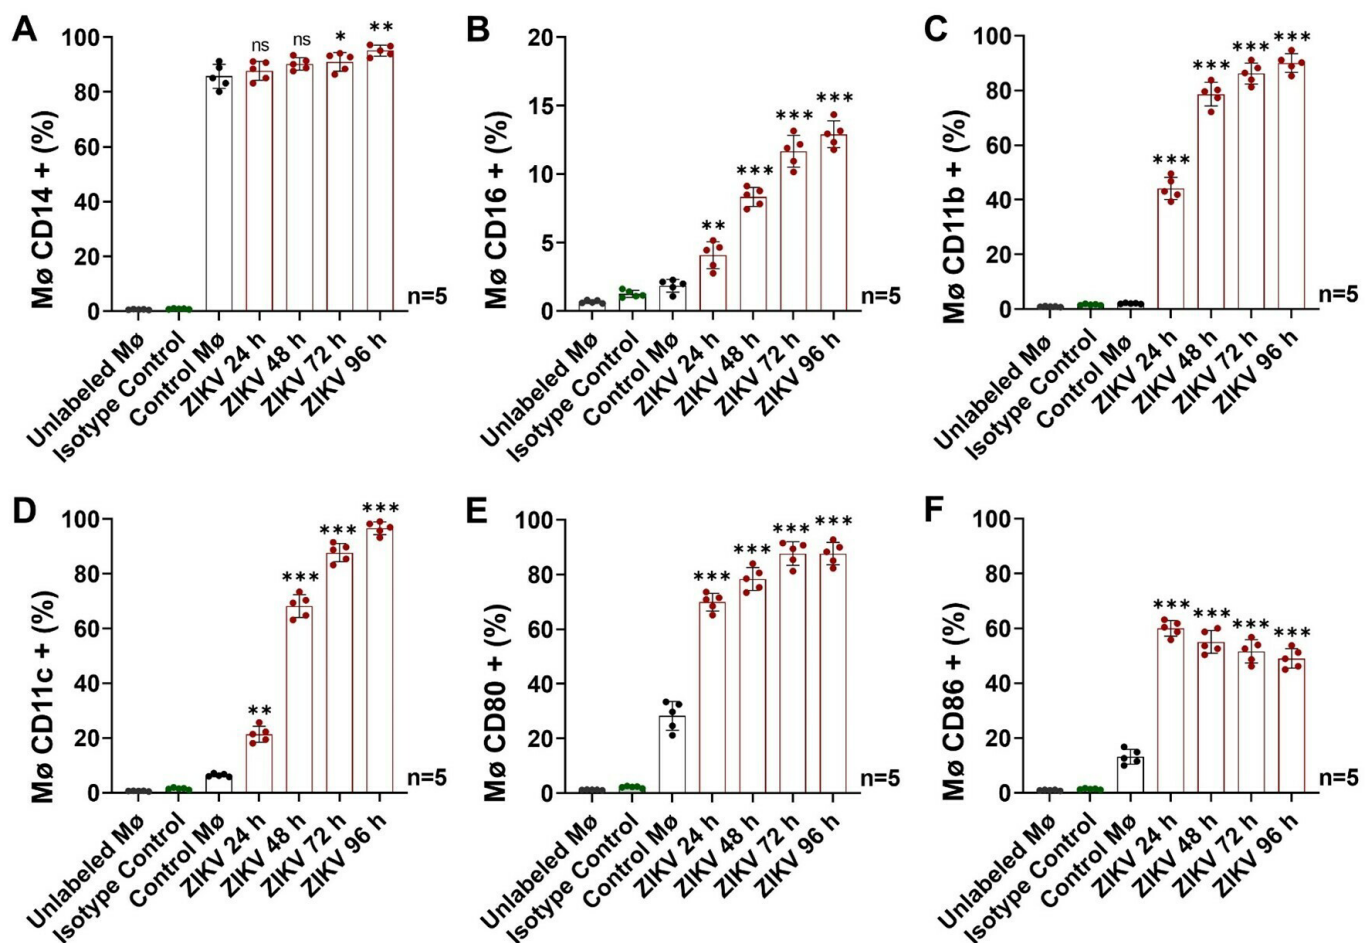 A
Mø CD14 + (%)
100
80
60
40
20
0
ns
ns
*
**
n=5
Unlabeled Mø
Isotype Control
Control Mø
ZIKV 24 h
ZIKV 48 h
ZIKV 72 h
ZIKV 96 h
B
Mø CD16 + (%)
20
15
10
5
0
**
***
***
***
n=5
Unlabeled Mø
Isotype Control
Control Mø
ZIKV 24 h
ZIKV 48 h
ZIKV 72 h
ZIKV 96 h
C
Mø CD11b + (%)
100
80
60
40
20
0
***
***
***
***
n=5
Unlabeled Mø
Isotype Control
Control Mø
ZIKV 24 h
ZIKV 48 h
ZIKV 72 h
ZIKV 96 h
D
Mø CD11c + (%)
100
80
60
40
20
0
**
***
***
***
n=5
Unlabeled Mø
Isotype Control
Control Mø
ZIKV 24 h
ZIKV 48 h
ZIKV 72 h
ZIKV 96 h
E
Mø CD80 + (%)
100
80
60
40
20
0
***
***
***
***
n=5
Unlabeled Mø
Isotype Control
Control Mø
ZIKV 24 h
ZIKV 48 h
ZIKV 72 h
ZIKV 96 h
F
Mø CD86 + (%)
100
80
60
40
20
0
***
***
***
***
n=5
Unlabeled Mø
Isotype Control
Control Mø
ZIKV 24 h
ZIKV 48 h
ZIKV 72 h
ZIKV 96 h